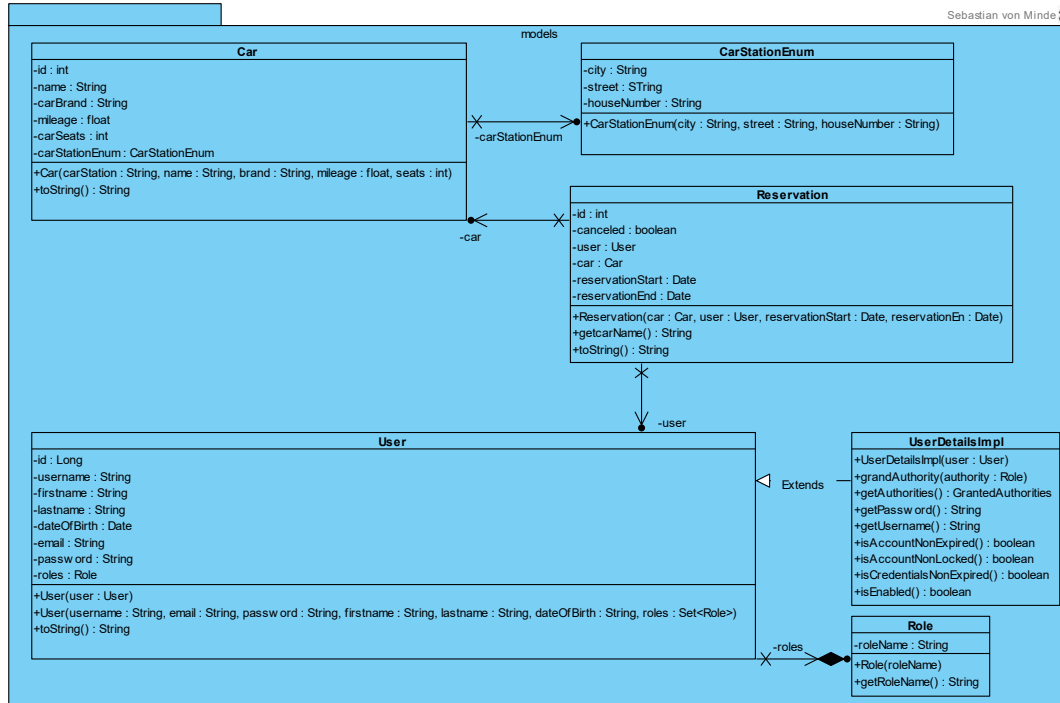 Sebastian von Minde
models
Car
-id : int
-name : String
-carBrand : String
-mileage : float
-carSeats : int
-carStationEnum : CarStationEnum
+Car(carStation : String, name : String, brand : String, mileage : float, seats : int)
+toString() : String
-carStationEnum
CarStationEnum
-city : String
-street : STring
-houseNumber : String
+CarStationEnum(city : String, street : String, houseNumber : String)
-car
Reservation
-id : int
-canceled : boolean
-user : User
-car : Car
-reservationStart : Date
-reservationEnd : Date
+Reservation(car : Car, user : User, reservationStart : Date, reservationEn : Date)
+getcarName() : String
+toString() : String
-user
User
-id : Long
-username : String
-firstname : String
-lastname : String
-dateOfBirth : Date
-email : String
-password : String
-roles : Role
+User(user : User)
+User(username : String, email : String, password : String, firstname : String, lastname : String, dateOfBirth : String, roles : Set<Role>)
+toString() : String
Extends
UserDetailsImpl
+UserDetailsImpl(user : User)
+grandAuthority(authority : Role)
+getAuthorities() : GrantedAuthorities
+getPassword() : String
+getUsername() : String
+isAccountNonExpired() : boolean
+isAccountNonLocked() : boolean
+isCredentialsNonExpired() : boolean
+isEnabled() : boolean
-roles
Role
-roleName : String
+Role(roleName)
+getRoleName() : String